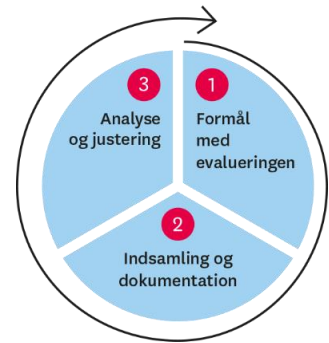 1
Formål
med
evalueringen
2
Indsamling og
dokumentation
3
Analyse
og justering